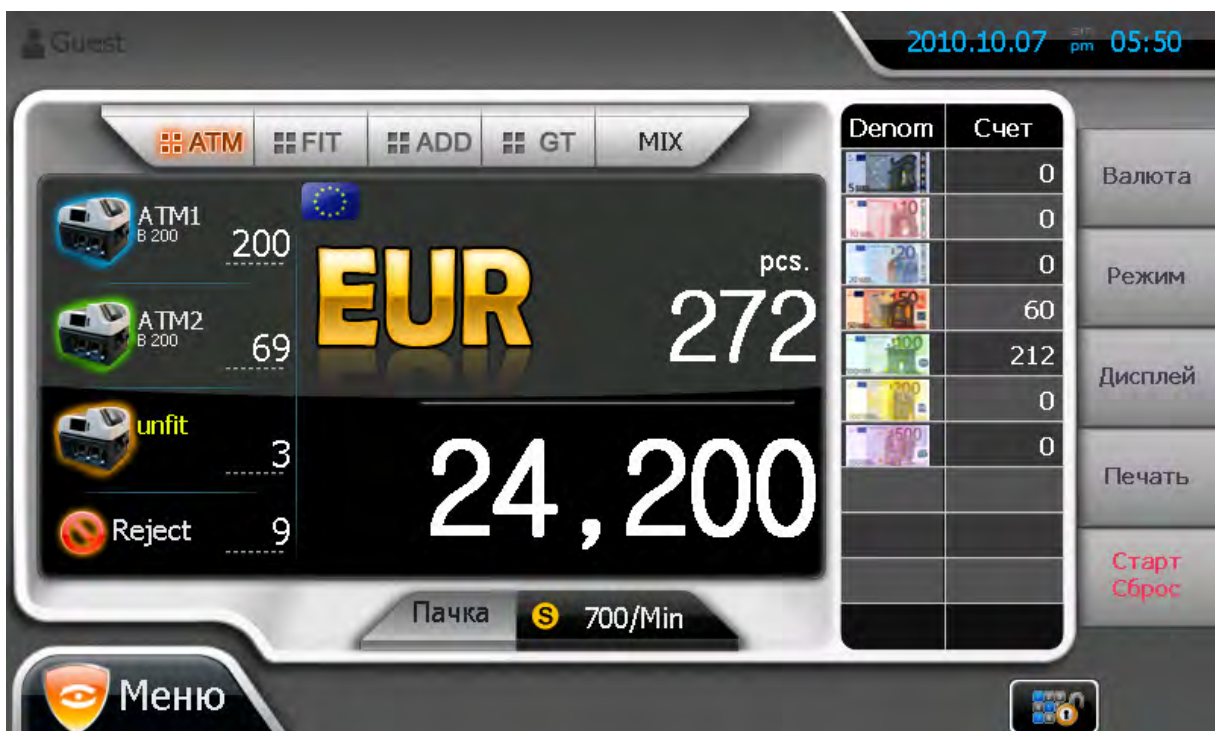 Guest
2010.10.07 am pm 05:50
ATM FIT ADD GT MIX
ATM1
B 200
200
ATM2
B 200
69
unfit
3
Reject 9
EUR
pcs.
272
24,200
Denom Счет
0
0
0
60
212
0
0
Валюта
Режим
Дисплей
Печать
Старт
Сброс
Пачка S 700/Min
Меню